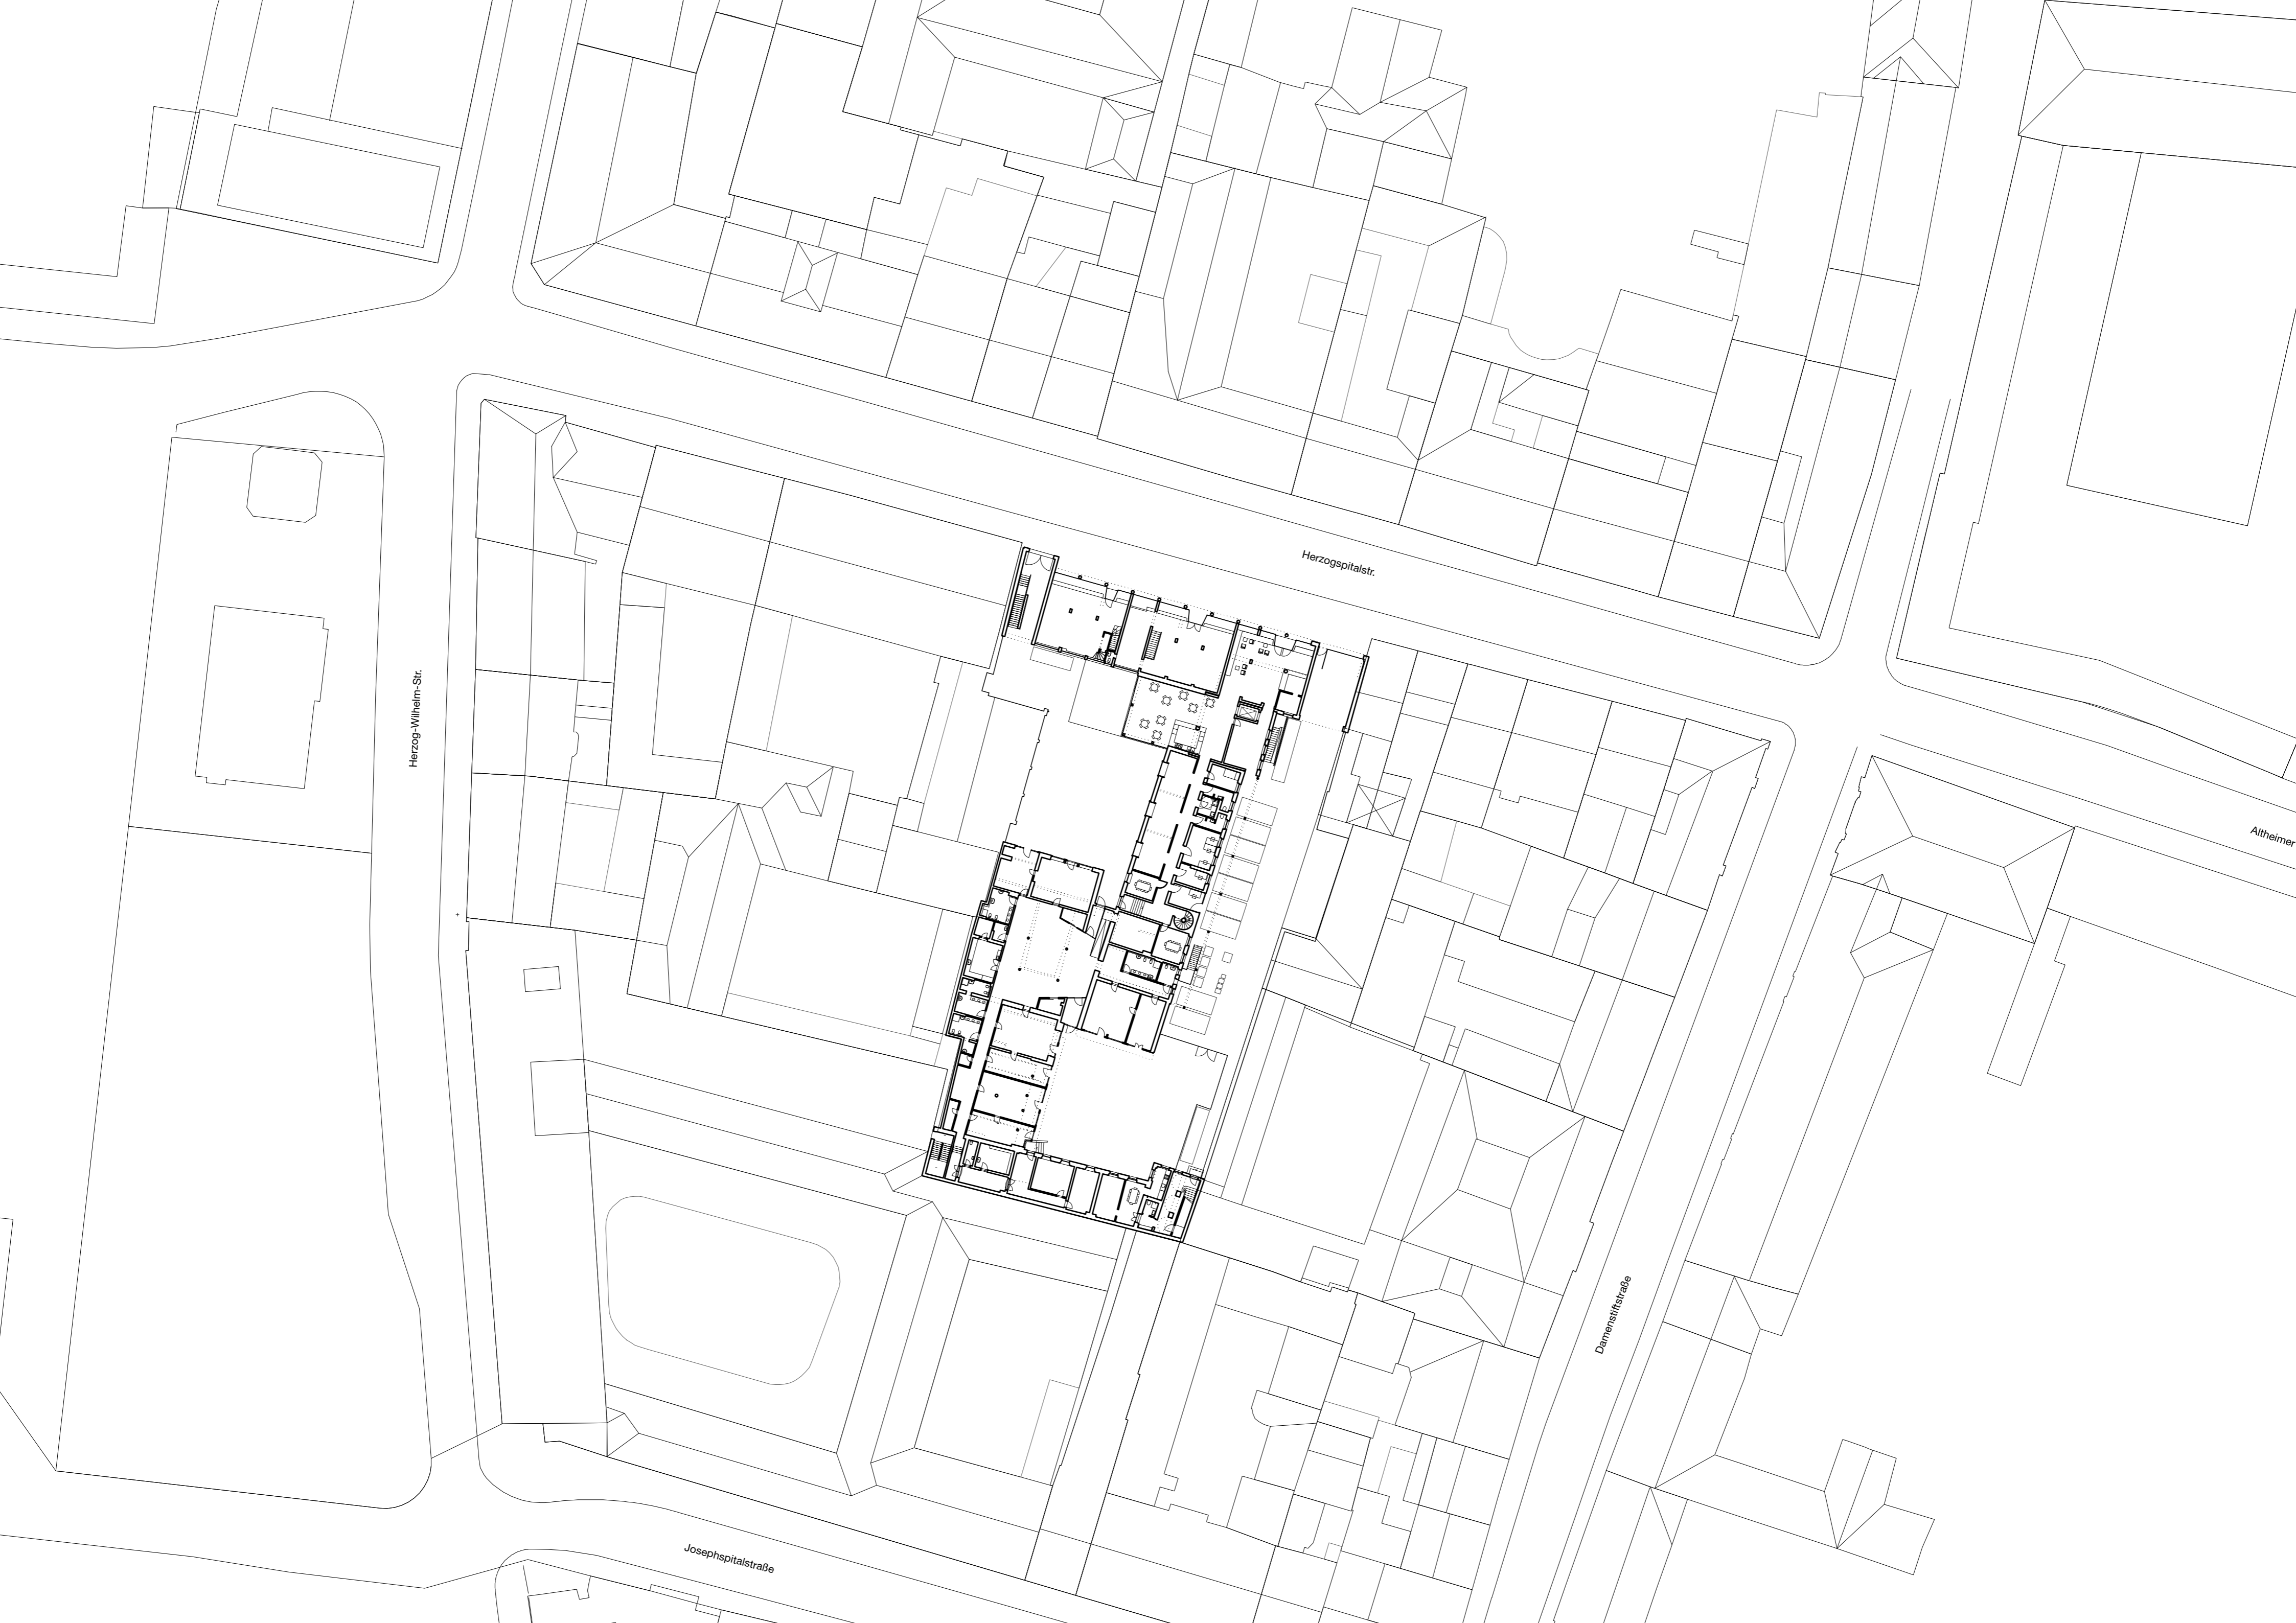 Herzogspitalstr.
Herzog-Wilhelm-Str.
Altheimer
Damenstiftstraße
Josephspitalstraße